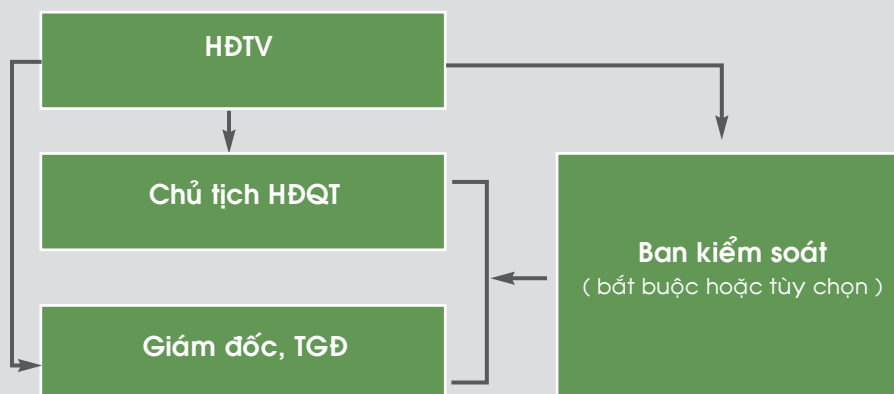 HĐTV
Chủ tịch HĐQT
Ban kiểm soát
( bắt buộc hoặc tùy chọn )
Giám đốc, TGĐ